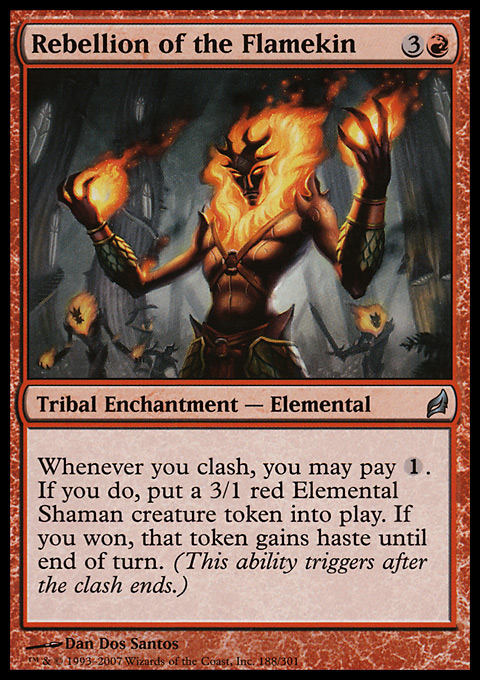 Rebellion of the Flamekin 3
Tribal Enchantment — Elemental
Whenever you clash, you may pay 1.
If you do, put a 3/1 red Elemental
Shaman creature token into play. If
you won, that token gains haste until
end of turn. (This ability triggers after
the clash ends.)
Dan Dos Santos
™ & © 1993–2007 Wizards of the Coast, Inc. 188/301